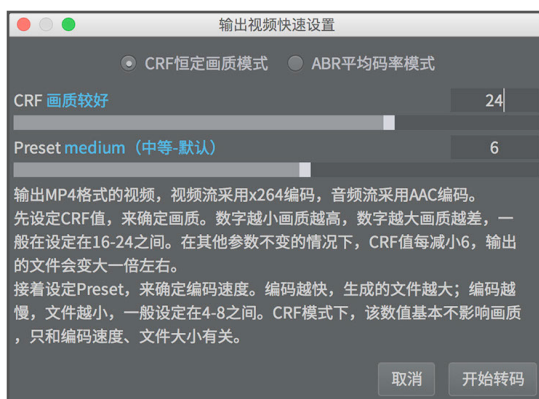 输出视频快速设置
CRF恒定画质模式 ABR平均码率模式
CRF 画质较好 24
Preset medium（中等-默认） 6
输出MP4格式的视频，视频流采用x264编码，音频流采用AAC编码。
先设定CRF值，来确定画质。数字越小画质越高，数字越大画质越差，一
般在设定在16-24之间。在其他参数不变的情况下，CRF值每减小6，输出
的文件会变大一倍左右。
接着设定Preset，来确定编码速度。编码越快，生成的文件越大；编码越
慢，文件越小，一般设定在4-8之间。CRF模式下，该数值基本不影响画质
，只和编码速度、文件大小有关。
取消 开始转码